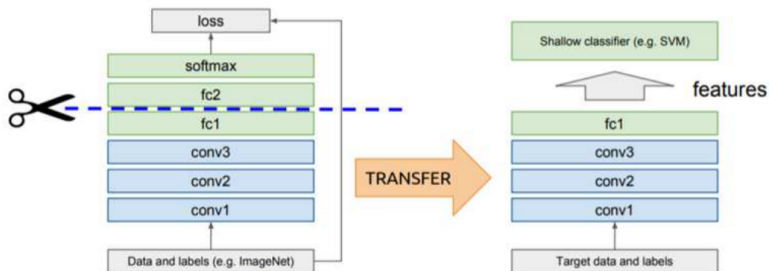 loss
softmax
fc2
fc1
conv3
conv2
conv1
Data and labels (e.g. ImageNet)
TRANSFER
Shallow classifier (e.g. SVM)
features
fc1
conv3
conv2
conv1
Target data and labels